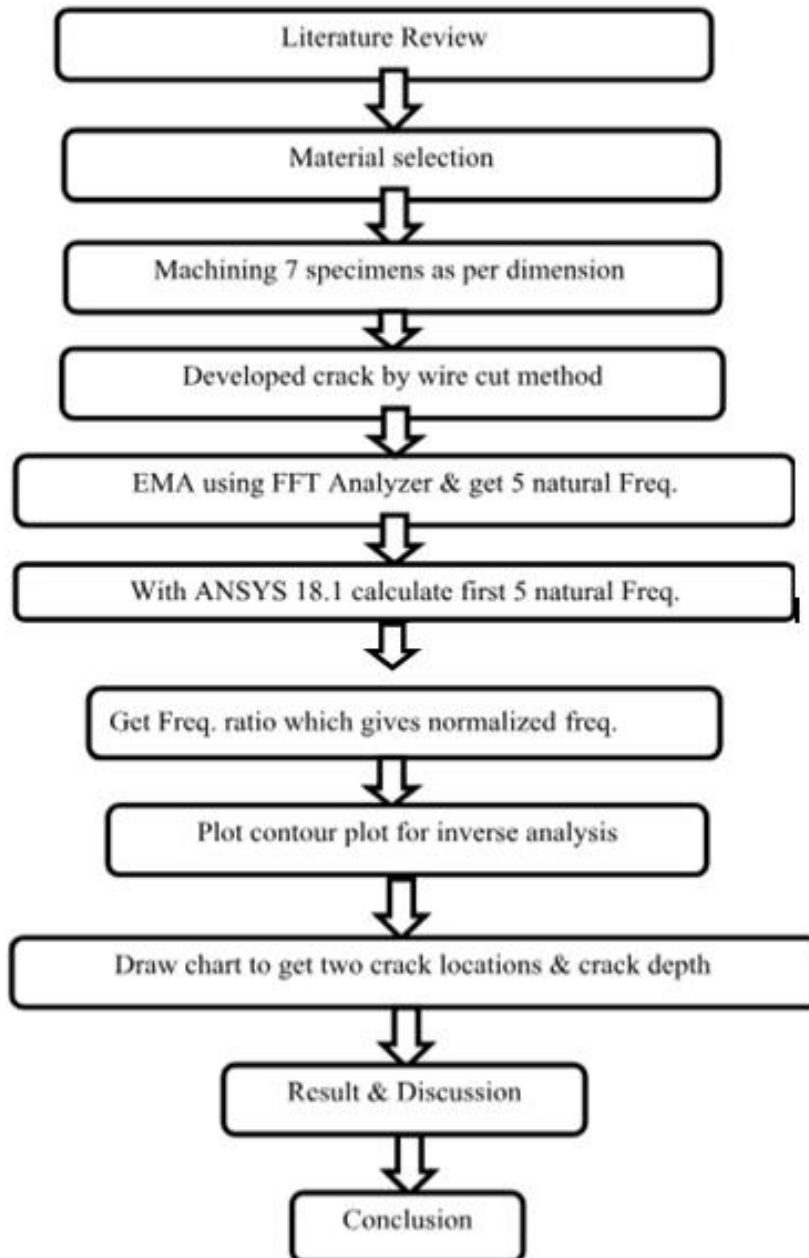 Literature Review
Material selection
Machining 7 specimens as per dimension
Developed crack by wire cut method
EMA using FFT Analyzer & get 5 natural Freq.
With ANSYS 18.1 calculate first 5 natural Freq.
Get Freq. ratio which gives normalized freq.
Plot contour plot for inverse analysis
Draw chart to get two crack locations & crack depth
Result & Discussion
Conclusion